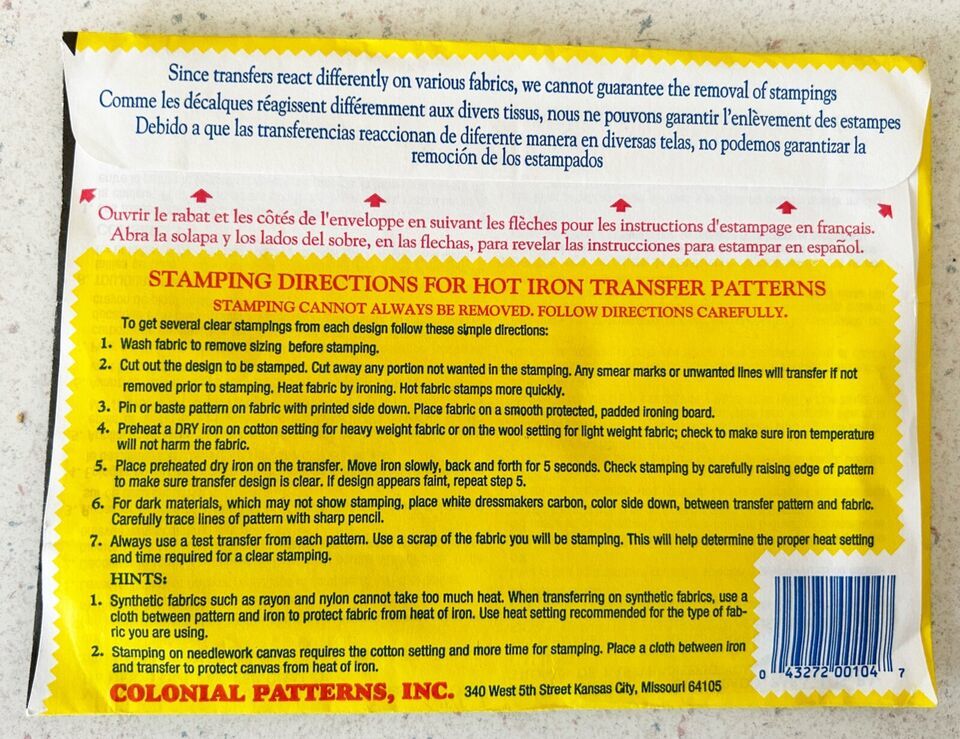 Since transfers react differently on various fabrics, we cannot guarantee the removal of stampings
Comme les décalques réagissent différemment aux divers tissus, nous ne pouvons garantir l'enlèvement des estampes
Debido a que las transferencias reaccionan de diferente manera en diversas telas, no podemos garantizar la
remoción de los estampados
Ouvrir le rabat et les côtés de l'enveloppe en suivant les flèches pour les instructions d'estampage en français.
Abra la solapa y los lados del sobre, en las flechas, para revelar las instrucciones para estampar en español.
STAMPING DIRECTIONS FOR HOT IRON TRANSFER PATTERNS
STAMPING CANNOT ALWAYS BE REMOVED. FOLLOW DIRECTIONS CAREFULLY.
To get several clear stampings from each design follow these simple directions:
1. Wash fabric to remove sizing before stamping.
2. Cut out the design to be stamped. Cut away any portion not wanted in the stamping. Any smear marks or unwanted lines will transfer if not
removed prior to stamping. Heat fabric by ironing. Hot fabric stamps more quickly.
3. Pin or baste pattern on fabric with printed side down. Place fabric on a smooth protected, padded ironing board.
4. Preheat a DRY iron on cotton setting for heavy weight fabric or on the wool setting for light weight fabric; check to make sure iron temperature
will not harm the fabric.
5. Place preheated dry iron on the transfer. Move iron slowly, back and forth for 5 seconds. Check stamping by carefully raising edge of pattern
to make sure transfer design is clear. If design appears faint, repeat step 5.
6. For dark materials, which may not show stamping, place white dressmakers carbon, color side down, between transfer pattern and fabric.
Carefully trace lines of pattern with sharp pencil.
7. Always use a test transfer from each pattern. Use a scrap of the fabric you will be stamping. This will help determine the proper heat setting
and time required for a clear stamping.
HINTS:
1. Synthetic fabrics such as rayon and nylon cannot take too much heat. When transferring on synthetic fabrics, use a
cloth between pattern and iron to protect fabric from heat of iron. Use heat setting recommended for the type of fab-
ric you are using.
2. Stamping on needlework canvas requires the cotton setting and more time for stamping. Place a cloth between iron
and transfer to protect canvas from heat of iron.
COLONIAL PATTERNS, INC. 340 West 5th Street Kansas City, Missouri 64105
0 43272 00104 7